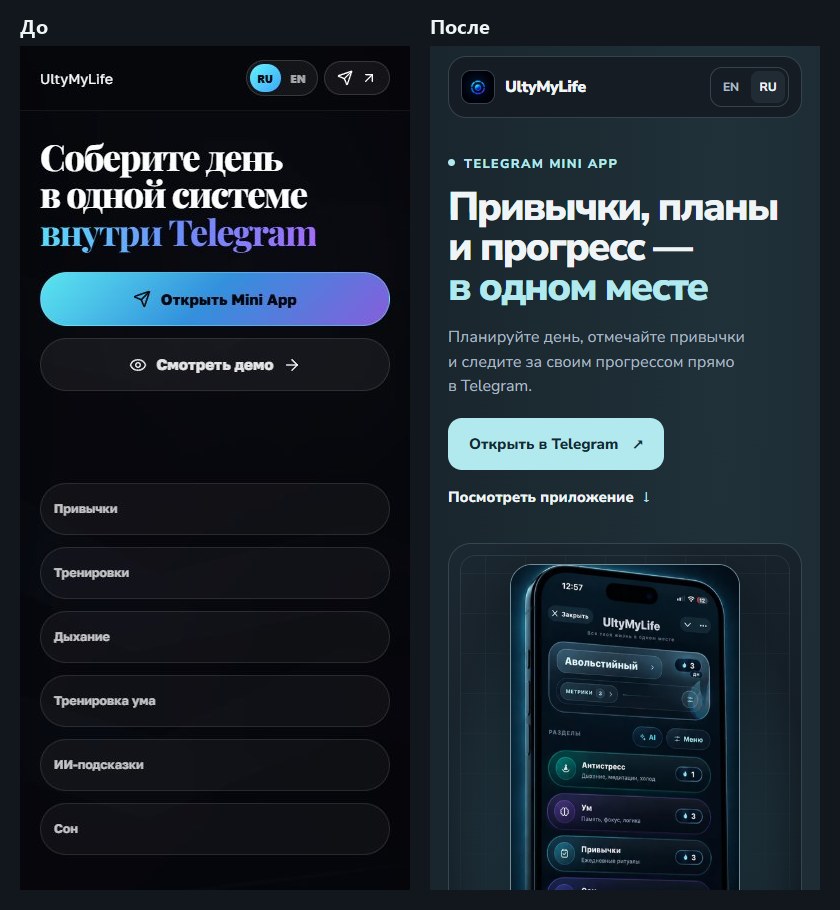 До
UltyMyLife
RU EN
Соберите день
в одной системе
внутри Telegram
Открыть Mini App
Смотреть демо
Привычки
Тренировки
Дыхание
Тренировка ума
ИИ-подсказки
Сон
После
UltyMyLife
EN RU
TELEGRAM MINI APP
Привычки, планы
и прогресс —
в одном месте
Планируйте день, отмечайте привычки
и следите за своим прогрессом прямо
в Telegram.
Открыть в Telegram ↗
Посмотреть приложение ↓
12:57
Закрыть
UltyMyLife
Вся твоя жизнь в одном месте
Авольстийный
3
МЕТРИКИ 2
РАЗДЕЛЫ
AI
Меню
Антистресс
Дыхание, медитации, холод
1
Ум
Память, фокус, логика
3
Привычки
Ежедневные ритуалы
3